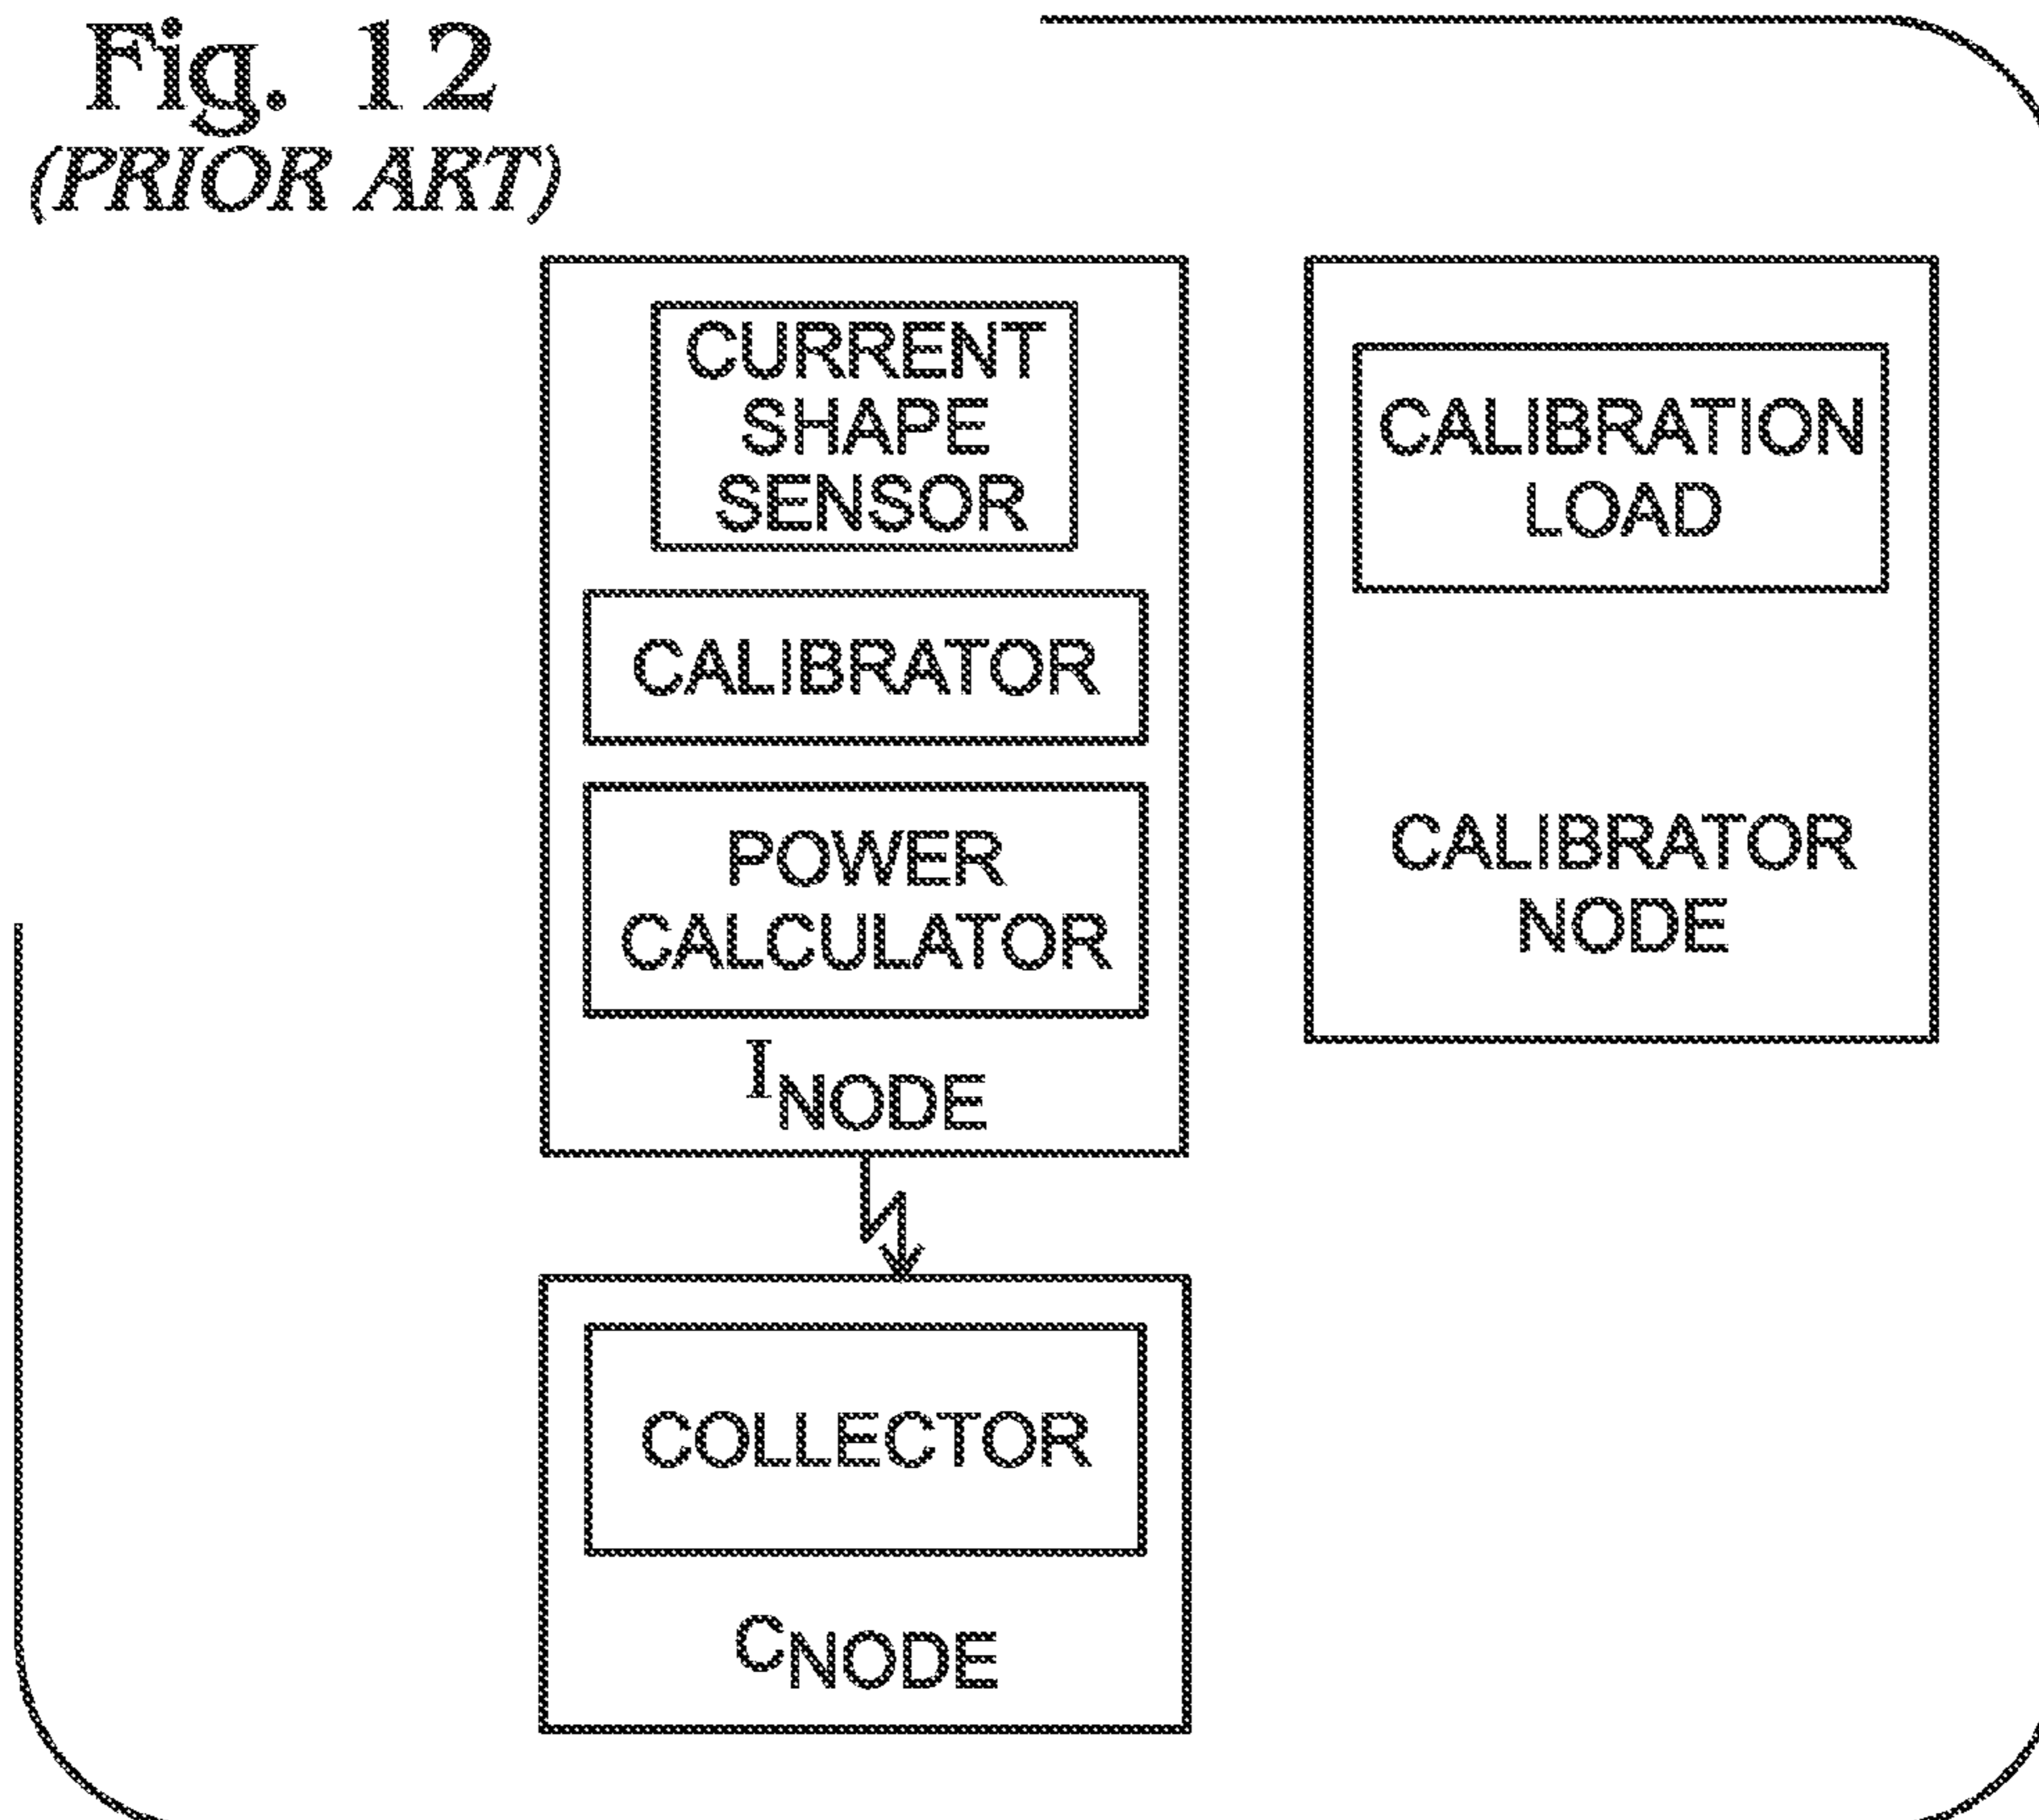 Fig. 12
(PRIOR ART)
CURRENT
SHAPE
SENSOR
CALIBRATOR
POWER
CALCULATOR
INODE
CALIBRATION
LOAD
CALIBRATOR
NODE
COLLECTOR
CNODE